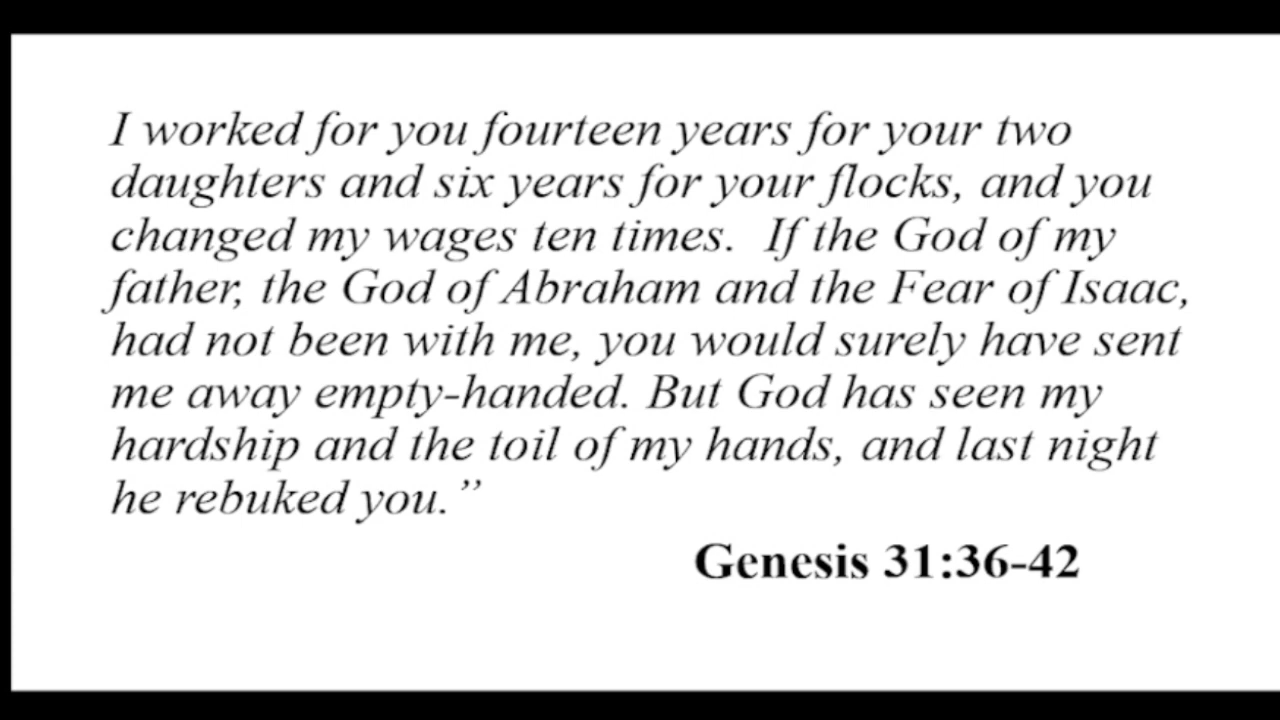 I worked for you fourteen years for your two
daughters and six years for your flocks, and you
changed my wages ten times.  If the God of my
father, the God of Abraham and the Fear of Isaac,
had not been with me, you would surely have sent
me away empty-handed. But God has seen my
hardship and the toil of my hands, and last night
he rebuked you.”
Genesis 31:36-42